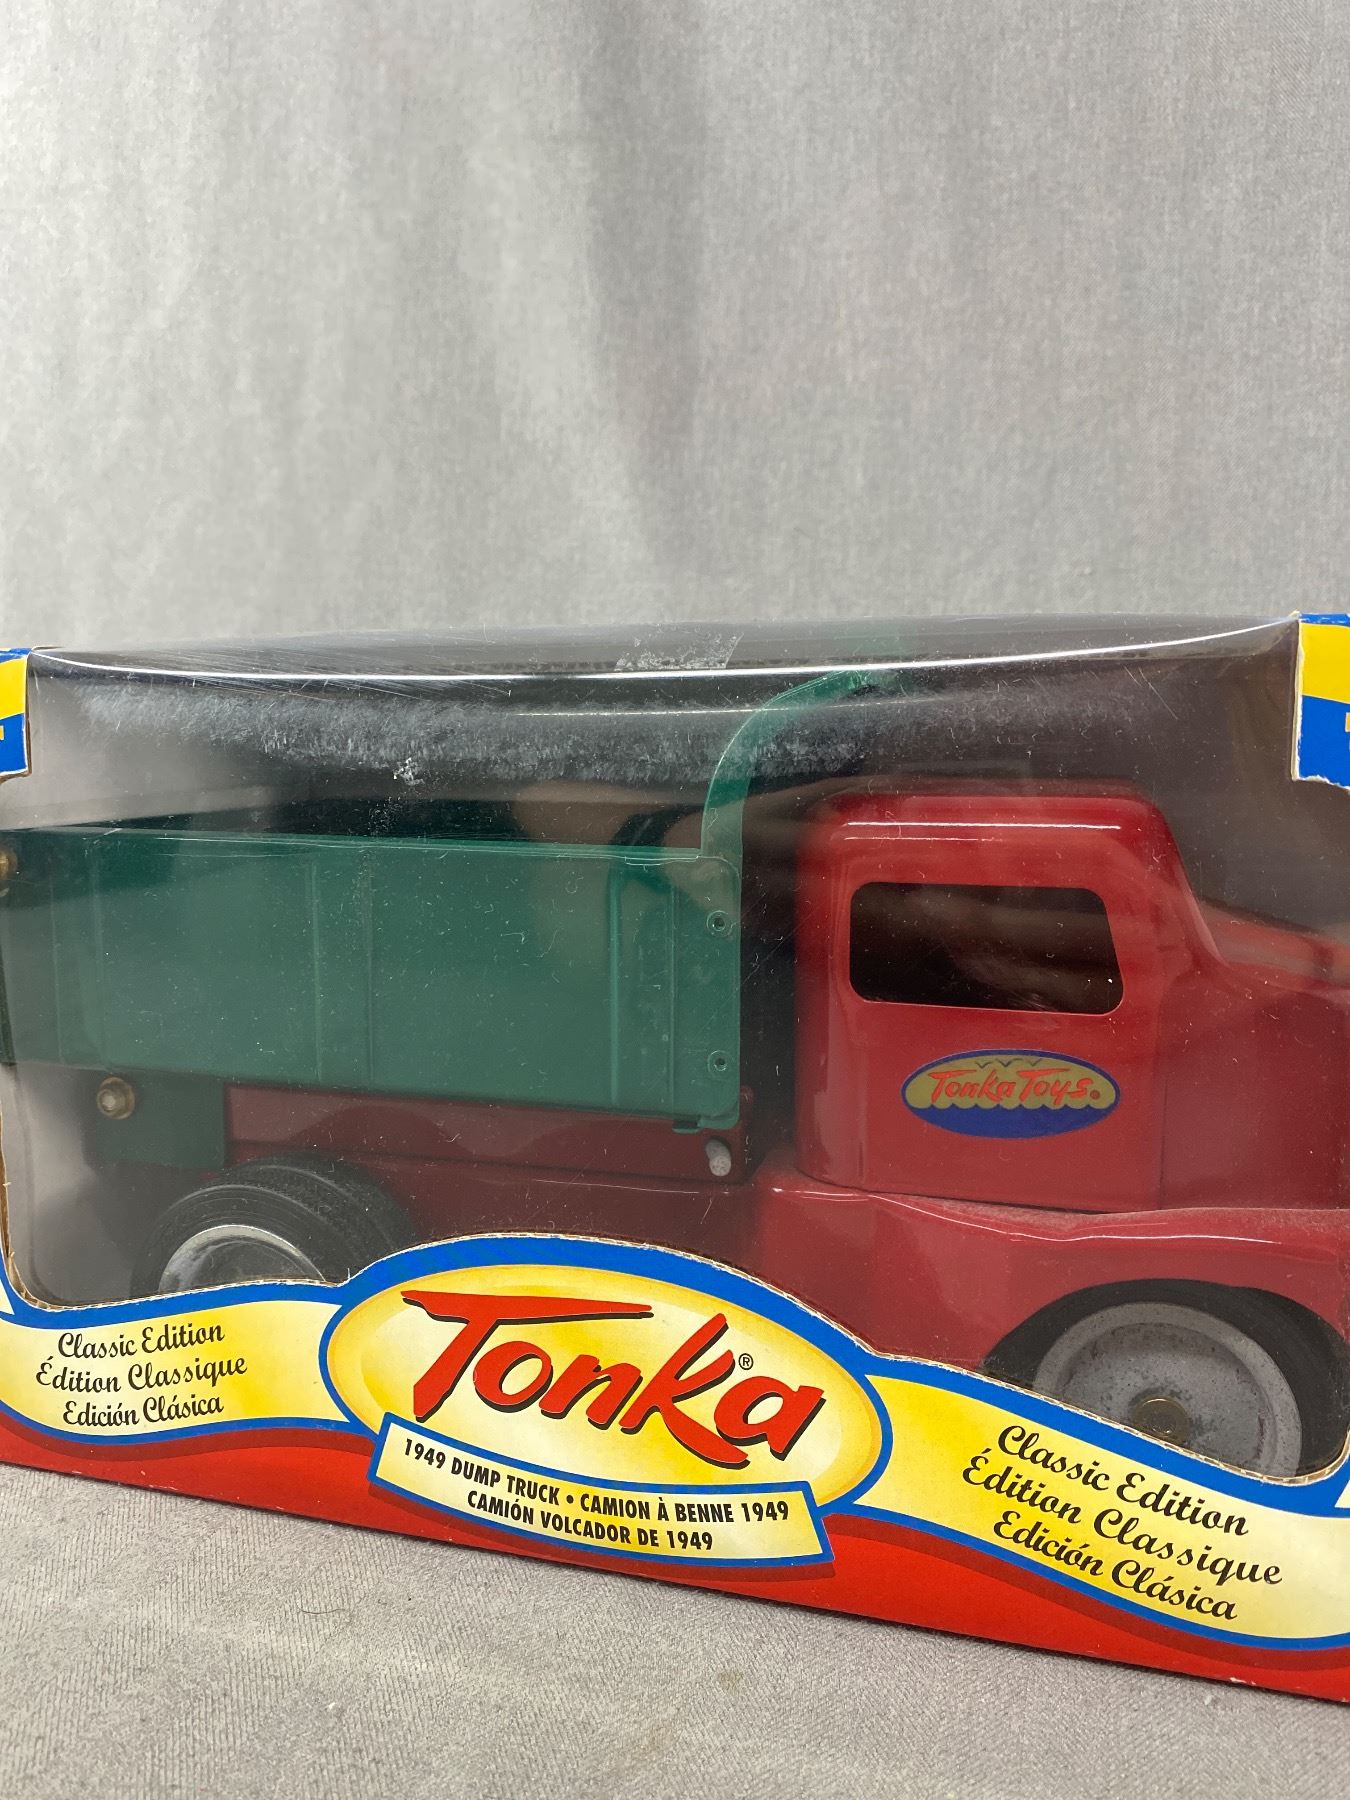 Tonka Toys.
Classic Edition
Édition Classique
Edición Clásica
Tonka®
1949 DUMP TRUCK • CAMION À BENNE 1949
CAMIÓN VOLCADOR DE 1949
Classic Edition
Édition Classique
Edición Clásica